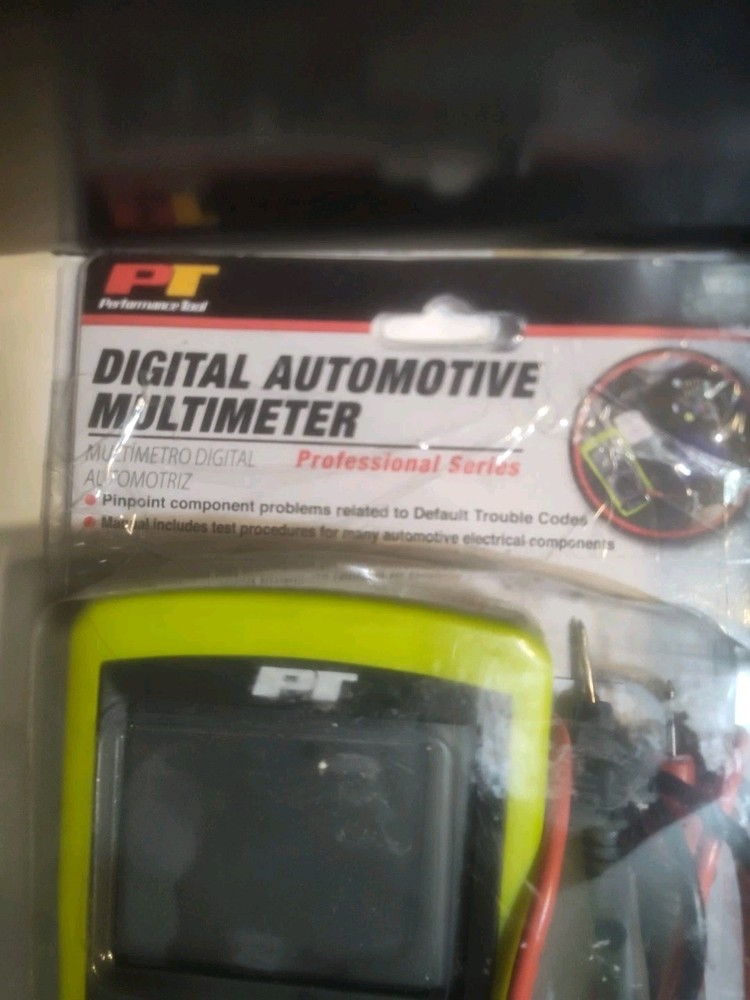 PT
Performance Tool
DIGITAL AUTOMOTIVE
MULTIMETER
MULTÍMETRO DIGITAL
AUTOMOTRIZ
Professional Series
Pinpoint component problems related to Default Trouble Codes
Manual includes test procedures for many automotive electrical components
PT